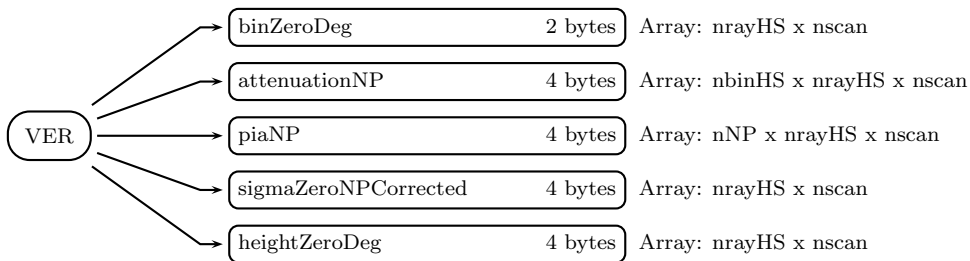 binZeroDeg 2 bytes Array: nrayHS x nscan
attenuationNP 4 bytes Array: nbinHS x nrayHS x nscan
VER
piaNP 4 bytes Array: nNP x nrayHS x nscan
sigmaZeroNPCorrected 4 bytes Array: nrayHS x nscan
heightZeroDeg 4 bytes Array: nrayHS x nscan